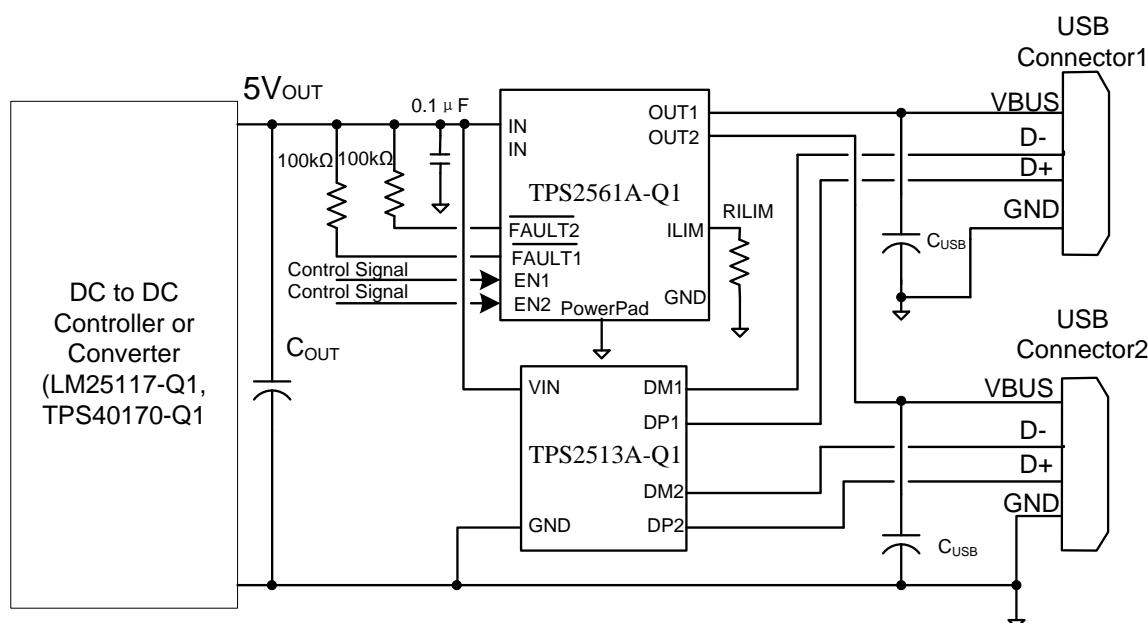 USB
Connector1
5VOUT
0.1 μF
100kΩ
100kΩ
IN
IN
OUT1
OUT2
VBUS
D-
D+
GND
TPS2561A-Q1
FAULT2
FAULT1
ILIM
RILIM
CUSB
Control Signal
Control Signal
EN1
EN2
GND
PowerPad
DC to DC
Controller or
Converter
(LM25117-Q1,
TPS40170-Q1
COUT
USB
Connector2
VIN
DM1
DP1
VBUS
D-
D+
GND
TPS2513A-Q1
DM2
DP2
GND
CUSB